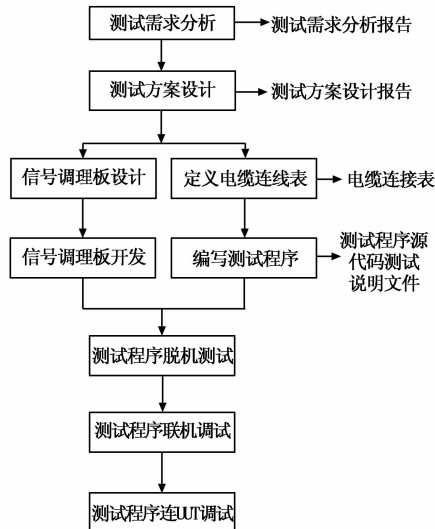 测试需求分析
测试需求分析报告
测试方案设计
测试方案设计报告
信号调理板设计
定义电缆连线表
电缆连接表
信号调理板开发
编写测试程序
测试程序源
代码测试
说明文件
测试程序脱机测试
测试程序联机调试
测试程序连UUT调试